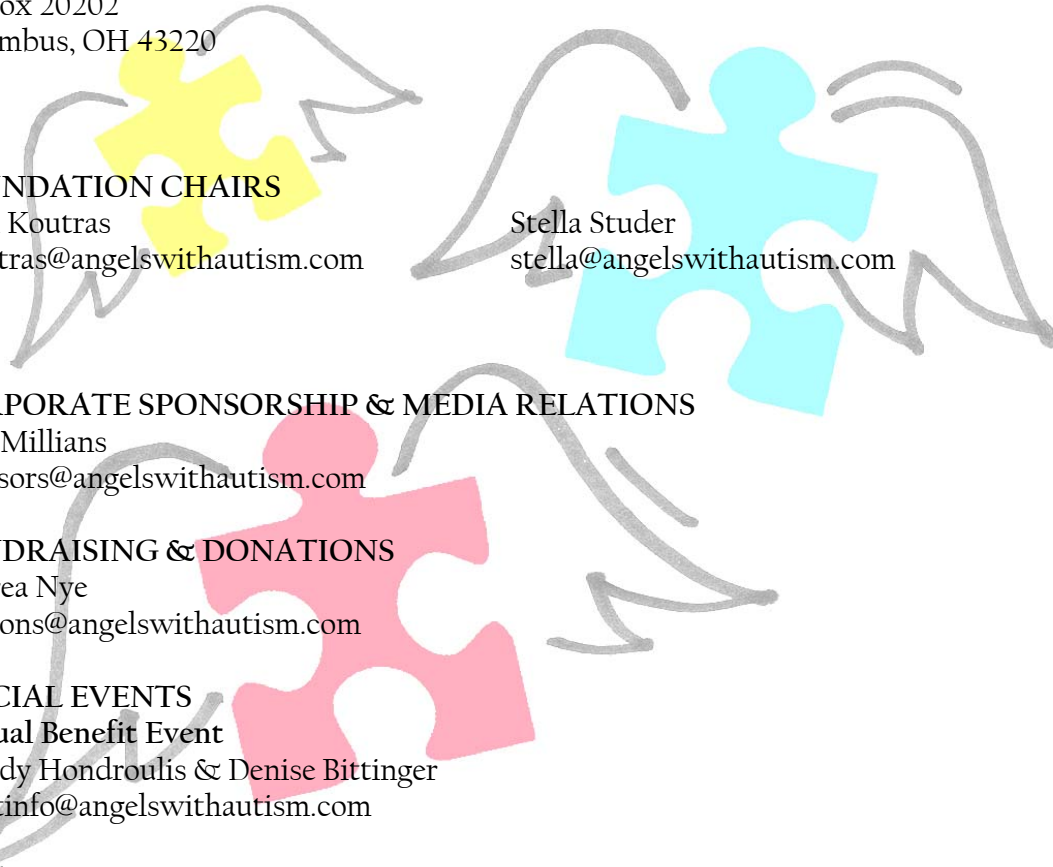 ox 20202
mbus, OH 43220
NDATION CHAIRS
Koutras
tras@angelswithautism.com
Stella Studer
stella@angelswithautism.com
PORATE SPONSORSHIP & MEDIA RELATIONS
Millians
sors@angelswithautism.com
DRAISING & DONATIONS
ea Nye
ons@angelswithautism.com
CIAL EVENTS
ual Benefit Event
dy Hondroulis & Denise Bittinger
tinfo@angelswithautism.com